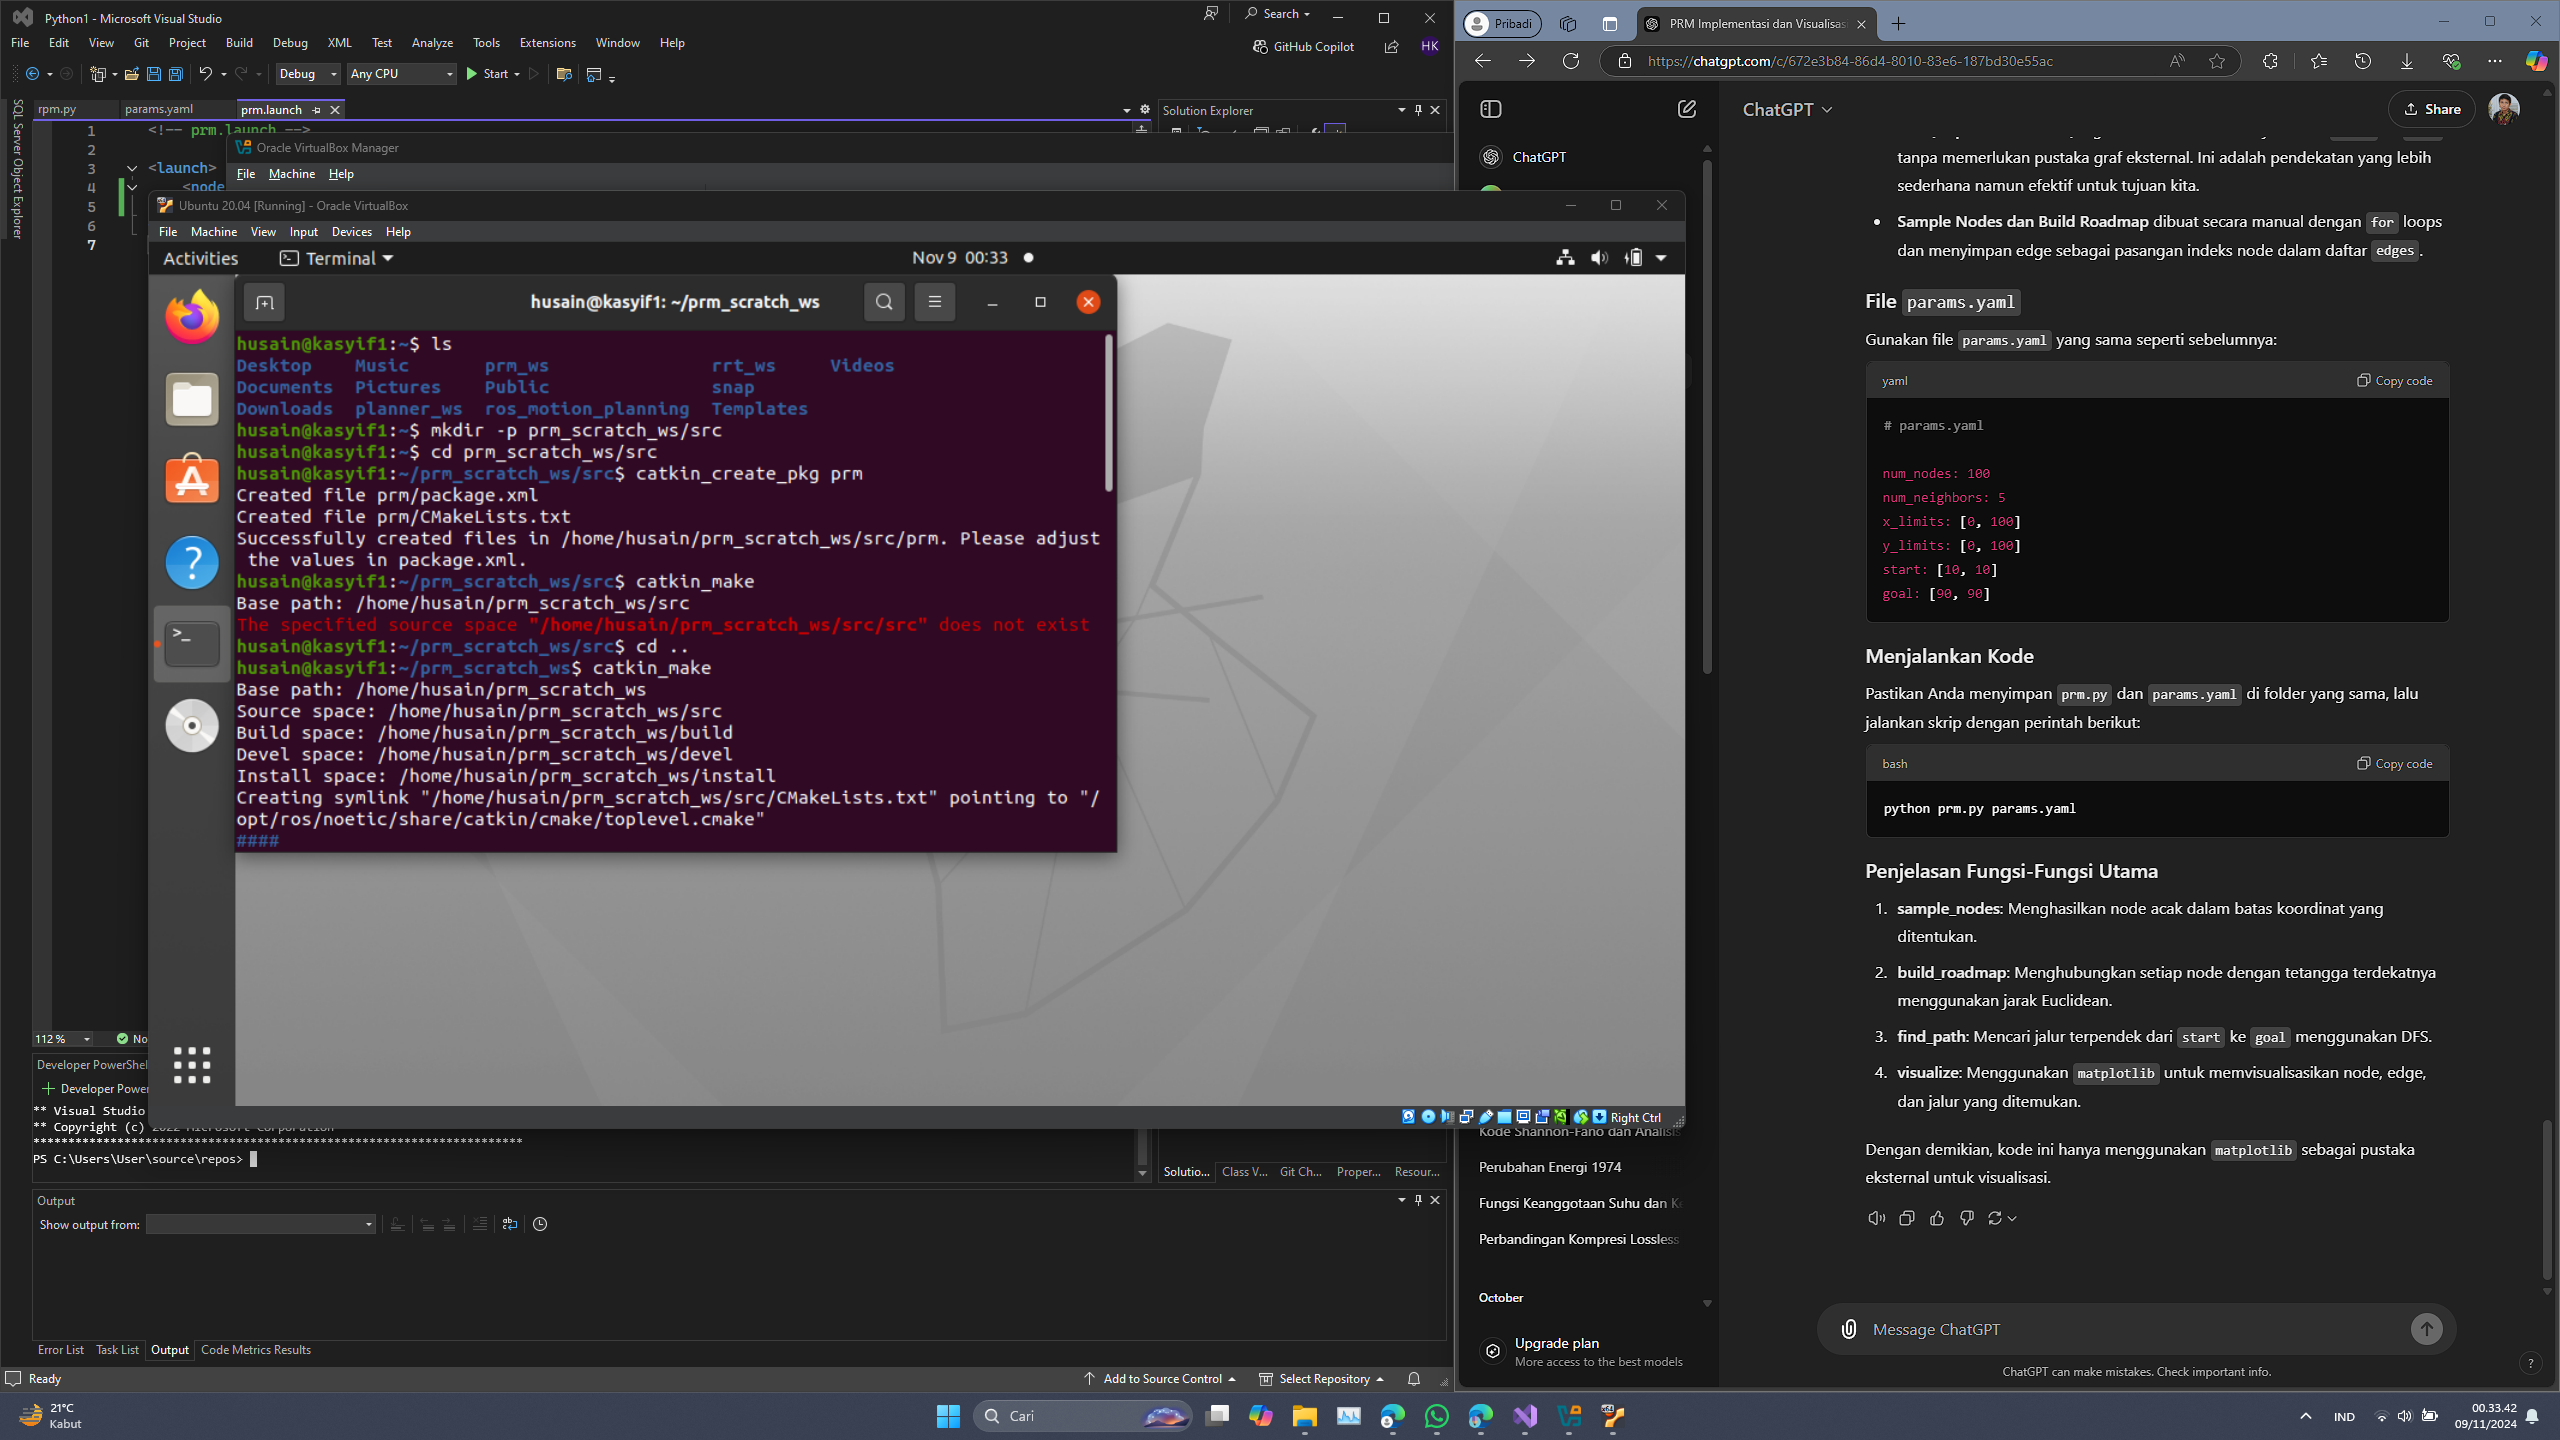 Python1 - Microsoft Visual Studio
Search
File Edit View Git Project Build Debug XML Test Analyze Tools Extensions Window Help
GitHub Copilot
HK
Debug
Any CPU
Start
SQL Server Object Explorer
rpm.py
params.yaml
prm.launch
Solution Explorer
1 <!-- prm.launch -->
2
3 <launch>
4 <node
5
6
7
Oracle VirtualBox Manager
File Machine Help
Ubuntu 20.04 [Running] - Oracle VirtualBox
File Machine View Input Devices Help
Activities
Terminal
Nov 9 00:33
husain@kasyif1: ~/prm_scratch_ws
husain@kasyif1:~$ ls
Desktop Music prm_ws rrt_ws Videos
Documents Pictures Public snap
Downloads planner_ws ros_motion_planning Templates
husain@kasyif1:~$ mkdir -p prm_scratch_ws/src
husain@kasyif1:~$ cd prm_scratch_ws/src
husain@kasyif1:~/prm_scratch_ws/src$ catkin_create_pkg prm
Created file prm/package.xml
Created file prm/CMakeLists.txt
Successfully created files in /home/husain/prm_scratch_ws/src/prm. Please adjust
the values in package.xml.
husain@kasyif1:~/prm_scratch_ws/src$ catkin_make
Base path: /home/husain/prm_scratch_ws/src
The specified source space "/home/husain/prm_scratch_ws/src/src" does not exist
husain@kasyif1:~/prm_scratch_ws/src$ cd ..
husain@kasyif1:~/prm_scratch_ws$ catkin_make
Base path: /home/husain/prm_scratch_ws
Source space: /home/husain/prm_scratch_ws/src
Build space: /home/husain/prm_scratch_ws/build
Devel space: /home/husain/prm_scratch_ws/devel
Install space: /home/husain/prm_scratch_ws/install
Creating symlink "/home/husain/prm_scratch_ws/src/CMakeLists.txt" pointing to "/
opt/ros/noetic/share/catkin/cmake/toplevel.cmake"
####
Right Ctrl
112 %
No
Developer PowerShel
Developer Power
** Visual Studio
** Copyright (c) 2022 Microsoft Corporation
**********************************************************************
PS C:\Users\User\source\repos>
Solutio... Class V... Git Ch... Proper... Resour...
Output
Show output from:
Error List Task List Output Code Metrics Results
Ready
Add to Source Control
Select Repository
Pribadi
PRM Implementasi dan Visualisas
https://chatgpt.com/c/672e3b84-86d4-8010-83e6-187bd30e55ac
ChatGPT
Kode Shannon-Fano dan Analisis
Perubahan Energi 1974
Fungsi Keanggotaan Suhu dan Ke
Perbandingan Kompresi Lossless
October
Upgrade plan
More access to the best models
ChatGPT
Share
tanpa memerlukan pustaka graf eksternal. Ini adalah pendekatan yang lebih
sederhana namun efektif untuk tujuan kita.
• Sample Nodes dan Build Roadmap dibuat secara manual dengan for loops
dan menyimpan edge sebagai pasangan indeks node dalam daftar edges.
File params.yaml
Gunakan file params.yaml yang sama seperti sebelumnya:
yaml
Copy code
# params.yaml
num_nodes: 100
num_neighbors: 5
x_limits: [0, 100]
y_limits: [0, 100]
start: [10, 10]
goal: [90, 90]
Menjalankan Kode
Pastikan Anda menyimpan prm.py dan params.yaml di folder yang sama, lalu
jalankan skrip dengan perintah berikut:
bash
Copy code
python prm.py params.yaml
Penjelasan Fungsi-Fungsi Utama
1. sample_nodes: Menghasilkan node acak dalam batas koordinat yang
ditentukan.
2. build_roadmap: Menghubungkan setiap node dengan tetangga terdekatnya
menggunakan jarak Euclidean.
3. find_path: Mencari jalur terpendek dari start ke goal menggunakan DFS.
4. visualize: Menggunakan matplotlib untuk memvisualisasikan node, edge,
dan jalur yang ditemukan.
Dengan demikian, kode ini hanya menggunakan matplotlib sebagai pustaka
eksternal untuk visualisasi.
Message ChatGPT
ChatGPT can make mistakes. Check important info.
?
21°C
Kabut
Cari
IND
00.33.42
09/11/2024